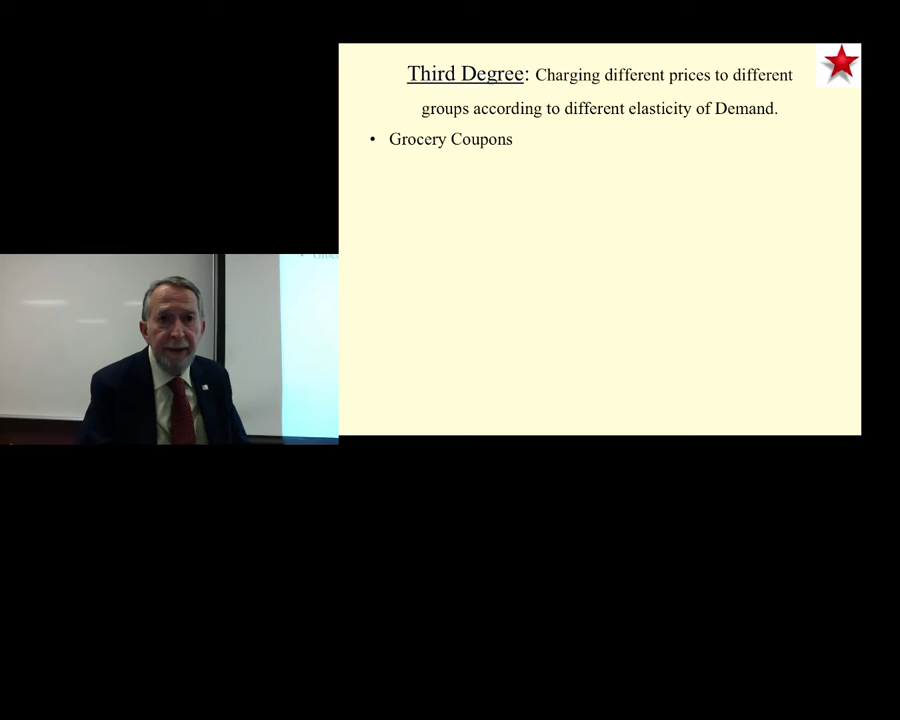 Third Degree: Charging different prices to different
groups according to different elasticity of Demand.
• Grocery Coupons